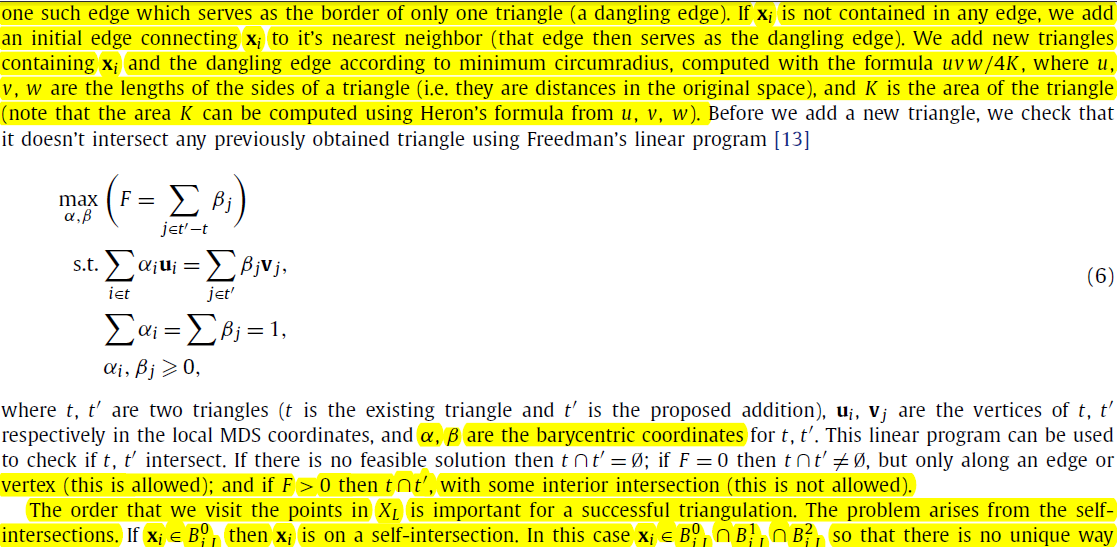 one such edge which serves as the border of only one triangle (a dangling edge). If xᵢ is not contained in any edge, we add
an initial edge connecting xᵢ to it's nearest neighbor (that edge then serves as the dangling edge). We add new triangles
containing xᵢ and the dangling edge according to minimum circumradius, computed with the formula uvw/4K, where u,
v, w are the lengths of the sides of a triangle (i.e. they are distances in the original space), and K is the area of the triangle
(note that the area K can be computed using Heron's formula from u, v, w). Before we add a new triangle, we check that
it doesn't intersect any previously obtained triangle using Freedman's linear program [13]
max_{α,β} (F = ∑_{j∈t′−t} βⱼ)
s.t. ∑_{i∈t} αᵢuᵢ = ∑_{j∈t′} βⱼvⱼ,
(6)
∑ αᵢ = ∑ βⱼ = 1,
αᵢ, βⱼ ⩾ 0,
where t, t′ are two triangles (t is the existing triangle and t′ is the proposed addition), uᵢ, vⱼ are the vertices of t, t′
respectively in the local MDS coordinates, and α, β are the barycentric coordinates for t, t′. This linear program can be used
to check if t, t′ intersect. If there is no feasible solution then t ∩ t′ = ∅; if F = 0 then t ∩ t′ ≠ ∅, but only along an edge or
vertex (this is allowed); and if F > 0 then t ∩ t′, with some interior intersection (this is not allowed).
The order that we visit the points in X_L is important for a successful triangulation. The problem arises from the self-
intersections. If xᵢ ∈ B⁰_{i,L} then xᵢ is on a self-intersection. In this case xᵢ ∈ B⁰_{i,L} ∩ B¹_{i,L} ∩ B²_{i,L} so that there is no unique way